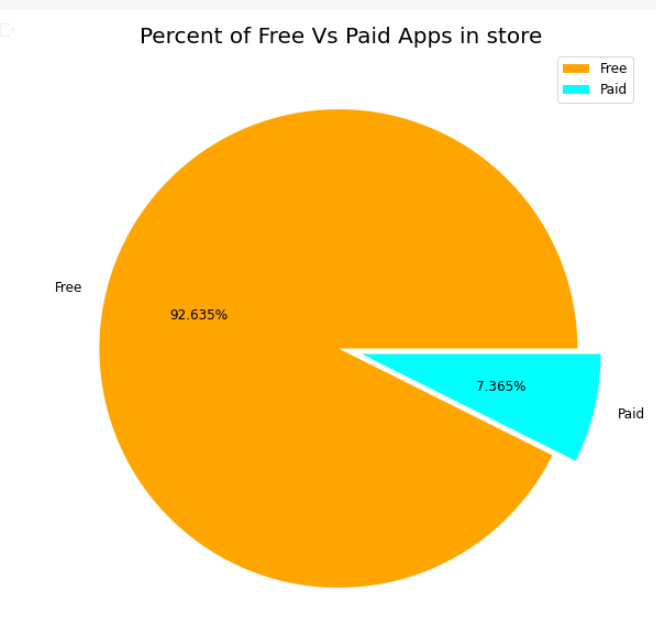 Percent of Free Vs Paid Apps in store
Free
Paid
Free
92.635%
7.365%
Paid